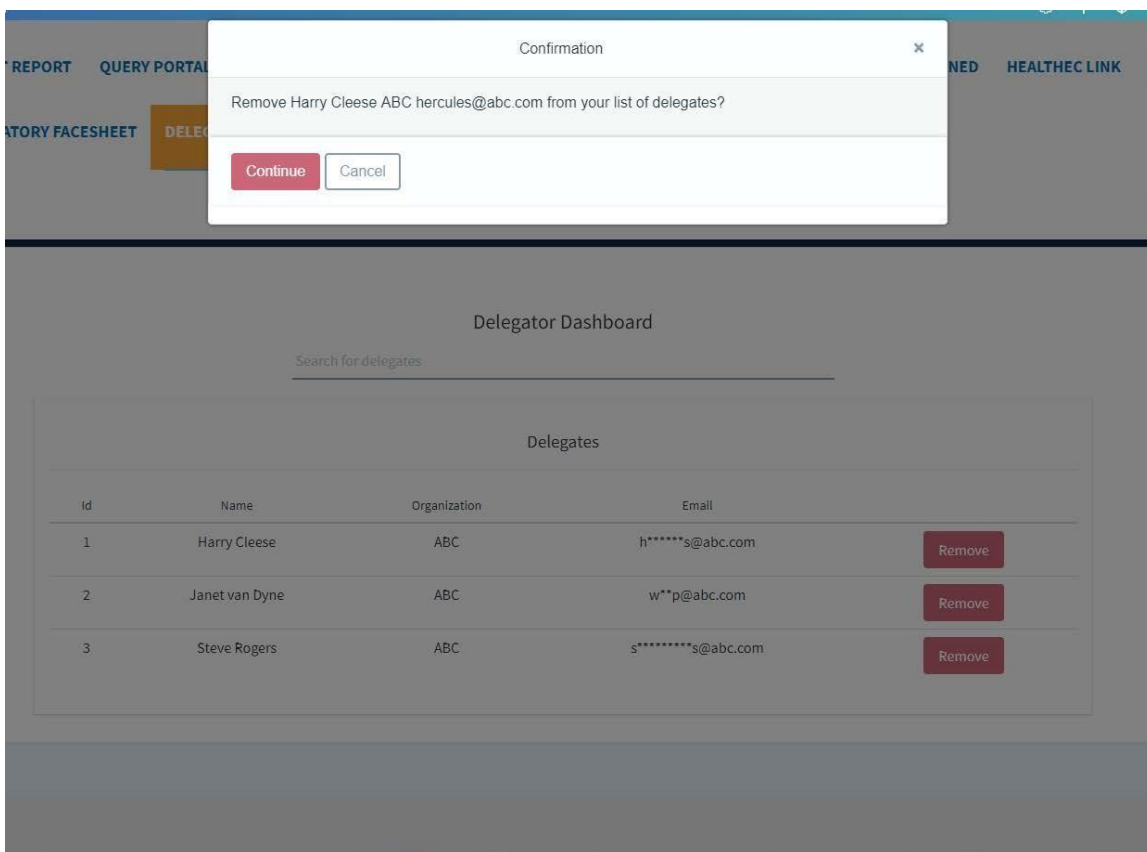 Confirmation ×
REPORT QUERY PORTAL NED HEALTHEC LINK
Remove Harry Cleese ABC hercules@abc.com from your list of delegates?
ATORY FACESHEET DELEG
Continue Cancel
Delegator Dashboard
Search for delegates
Delegates
Id Name Organization Email
1 Harry Cleese ABC h******s@abc.com Remove
2 Janet van Dyne ABC w**p@abc.com Remove
3 Steve Rogers ABC s*********s@abc.com Remove